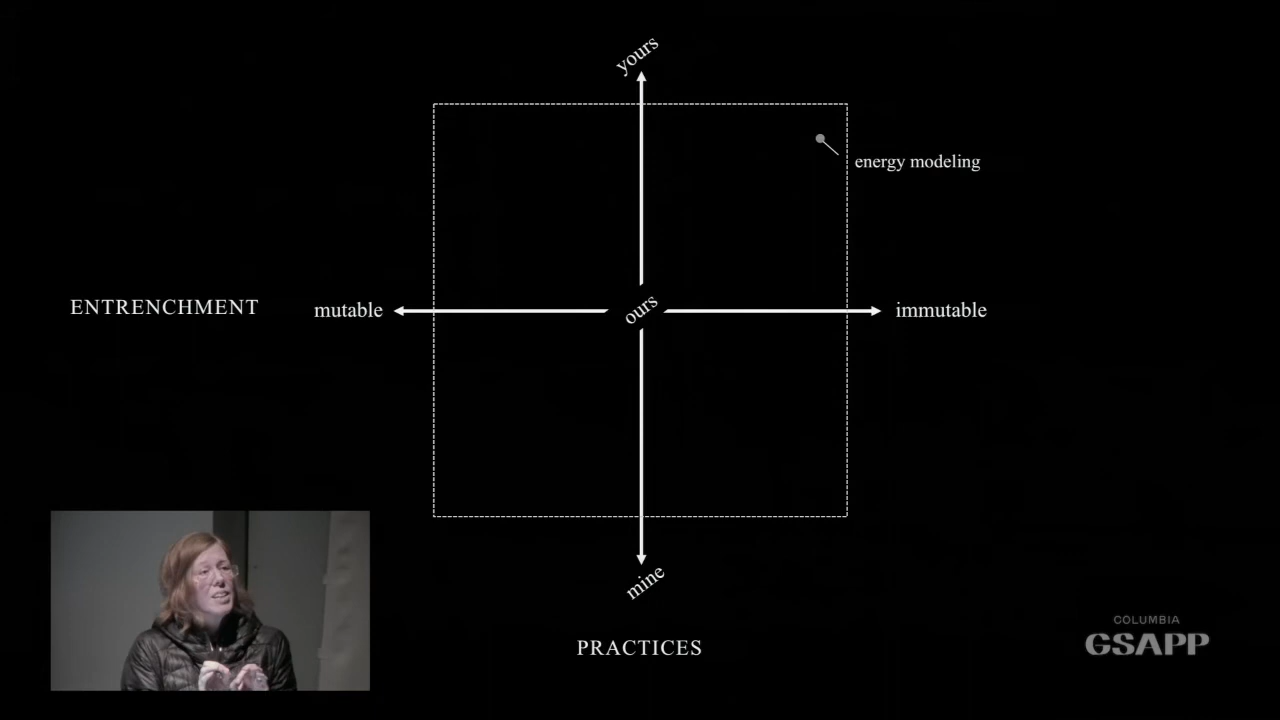 yours
energy modeling
ENTRENCHMENT
mutable
ours
immutable
mine
PRACTICES
COLUMBIA
GSAPP